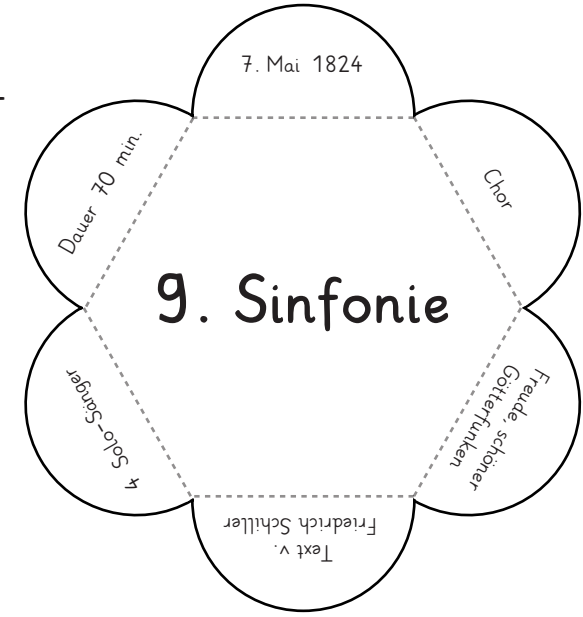 7. Mai 1824
Chor
Freude, schöner
Götterfunken
Text v.
Friedrich Schiller
4 Solo-Sänger
Dauer 70 min.
9. Sinfonie